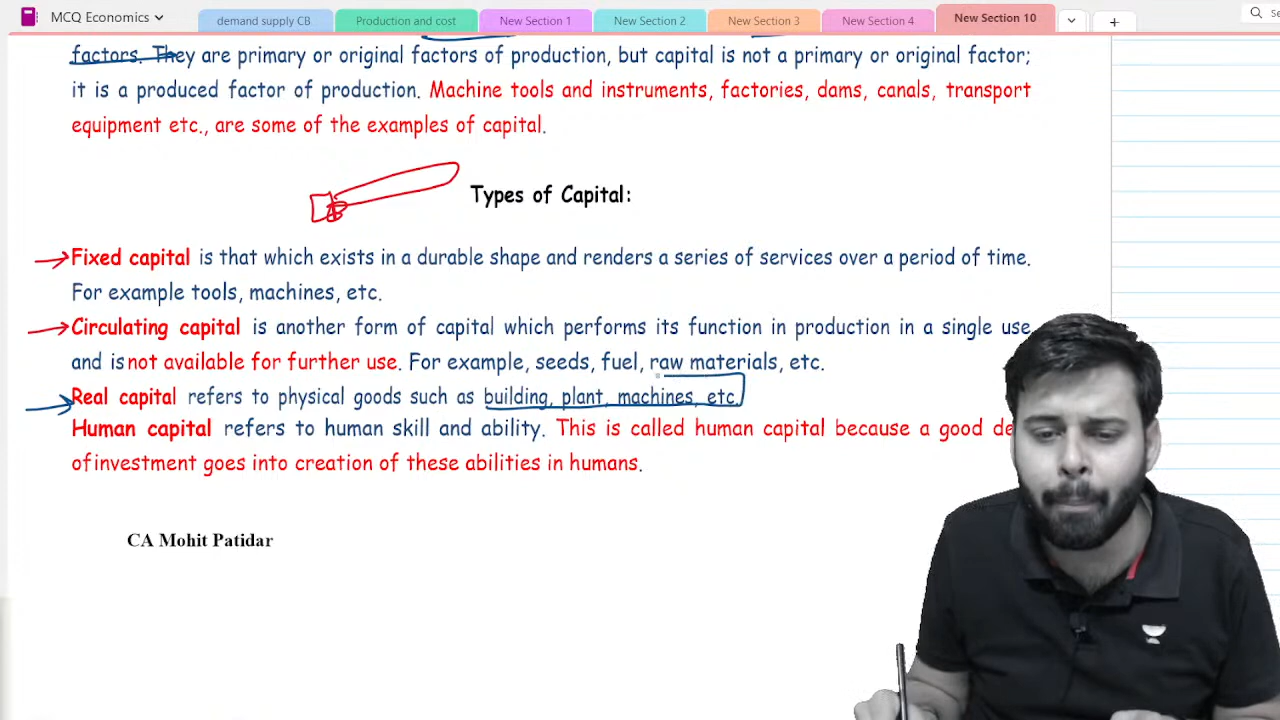 MCQ Economics
demand supply CB
Production and cost
New Section 1
New Section 2
New Section 3
New Section 4
New Section 10
factors. They are primary or original factors of production, but capital is not a primary or original factor;
it is a produced factor of production. Machine tools and instruments, factories, dams, canals, transport
equipment etc., are some of the examples of capital.
Types of Capital:
Fixed capital is that which exists in a durable shape and renders a series of services over a period of time.
For example tools, machines, etc.
Circulating capital is another form of capital which performs its function in production in a single use
and is not available for further use. For example, seeds, fuel, raw materials, etc.
Real capital refers to physical goods such as building, plant, machines, etc.
Human capital refers to human skill and ability. This is called human capital because a good
of investment goes into creation of these abilities in humans.
CA Mohit Patidar